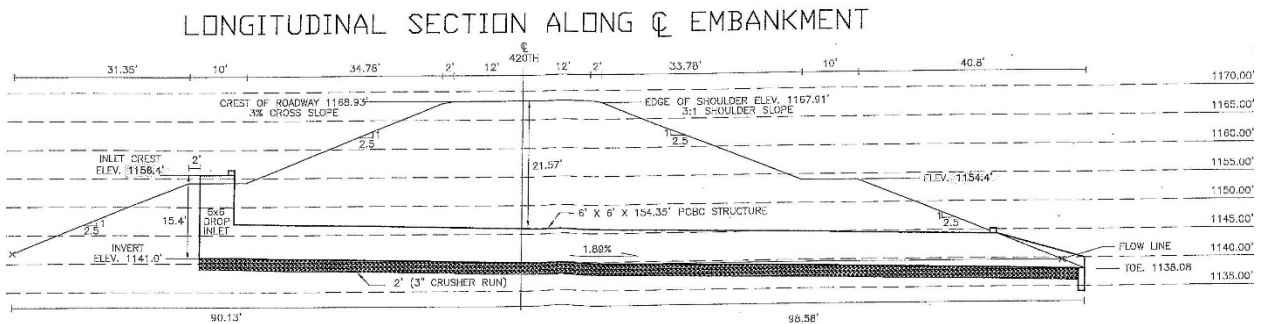 LONGITUDINAL SECTION ALONG ℄ EMBANKMENT
℄
420TH
31.35' 10' 34.78' 2' 12' 12' 2' 33.78' 10' 40.8'
1170.00'
CREST OF ROADWAY 1168.93'
3% CROSS SLOPE
EDGE OF SHOULDER ELEV. 1167.91'
3:1 SHOULDER SLOPE
1165.00'
1
2.5
1
2.5
1160.00'
INLET CREST
ELEV. 1156.4'
2'
21.57'
1155.00'
ELEV. 1154.4'
1150.00'
15.4'
6x6
DROP
INLET
6' X 6' X 154.35' PCBC STRUCTURE
1
2.5
1
2.5
1145.00'
INVERT
ELEV. 1141.0'
1.89%
FLOW LINE
1140.00'
TOE. 1138.08
1135.00'
2' (3" CRUSHER RUN)
90.13' 98.58'